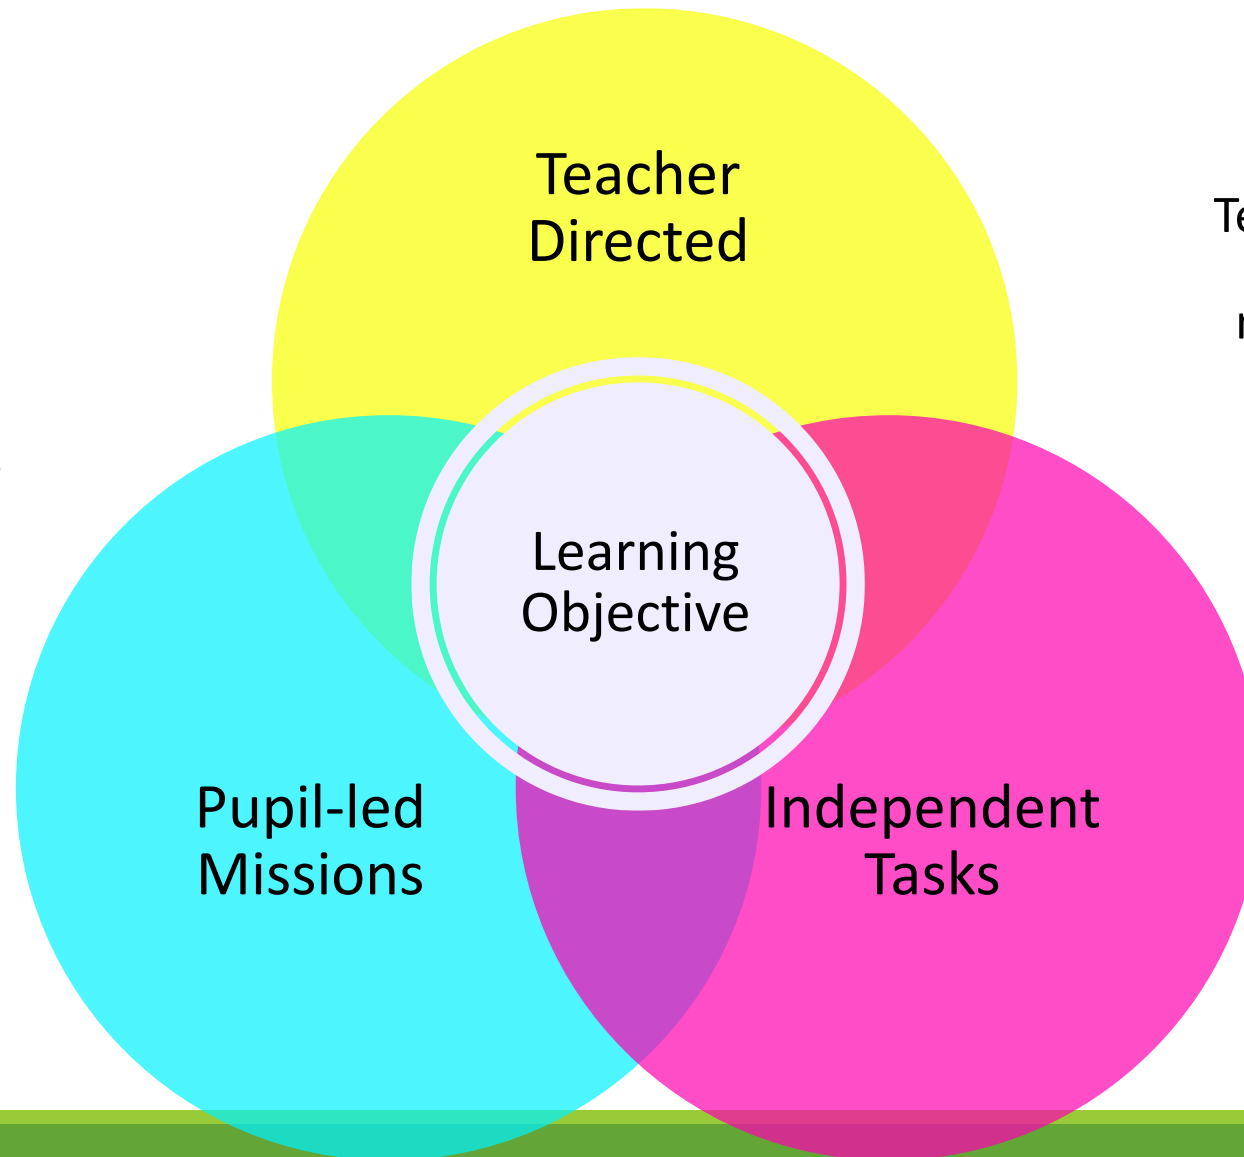 Teacher
Directed
Learning
Objective
Pupil-led
Missions
Independent
Tasks